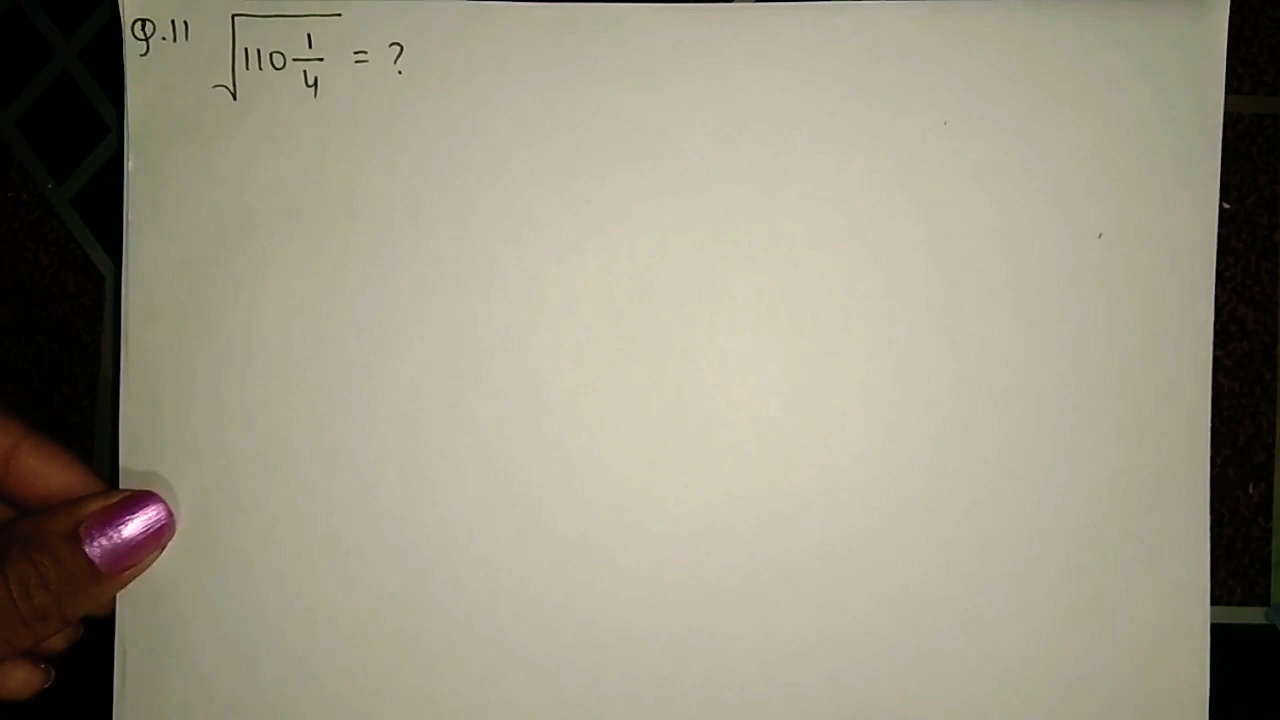 Q.11 √110 1/4 = ?